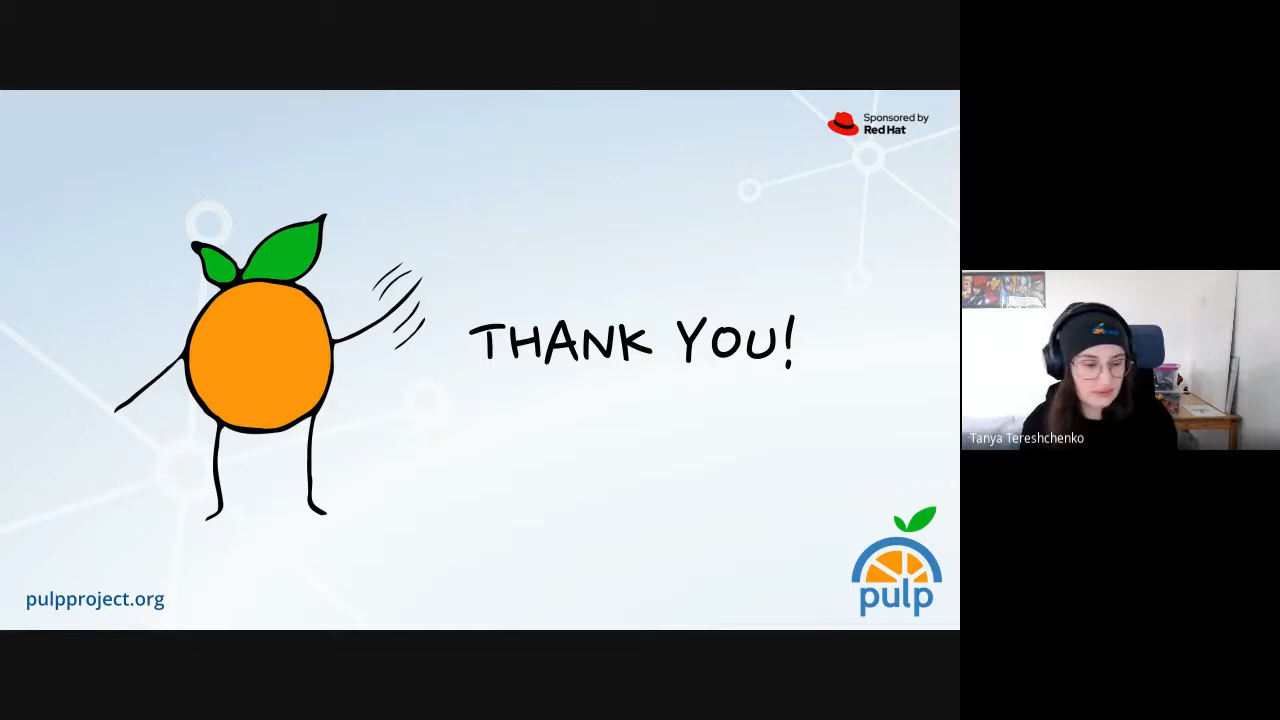 Sponsored by
Red Hat
THANK YOU!
Tanya Tereshchenko
pulpproject.org
pulp